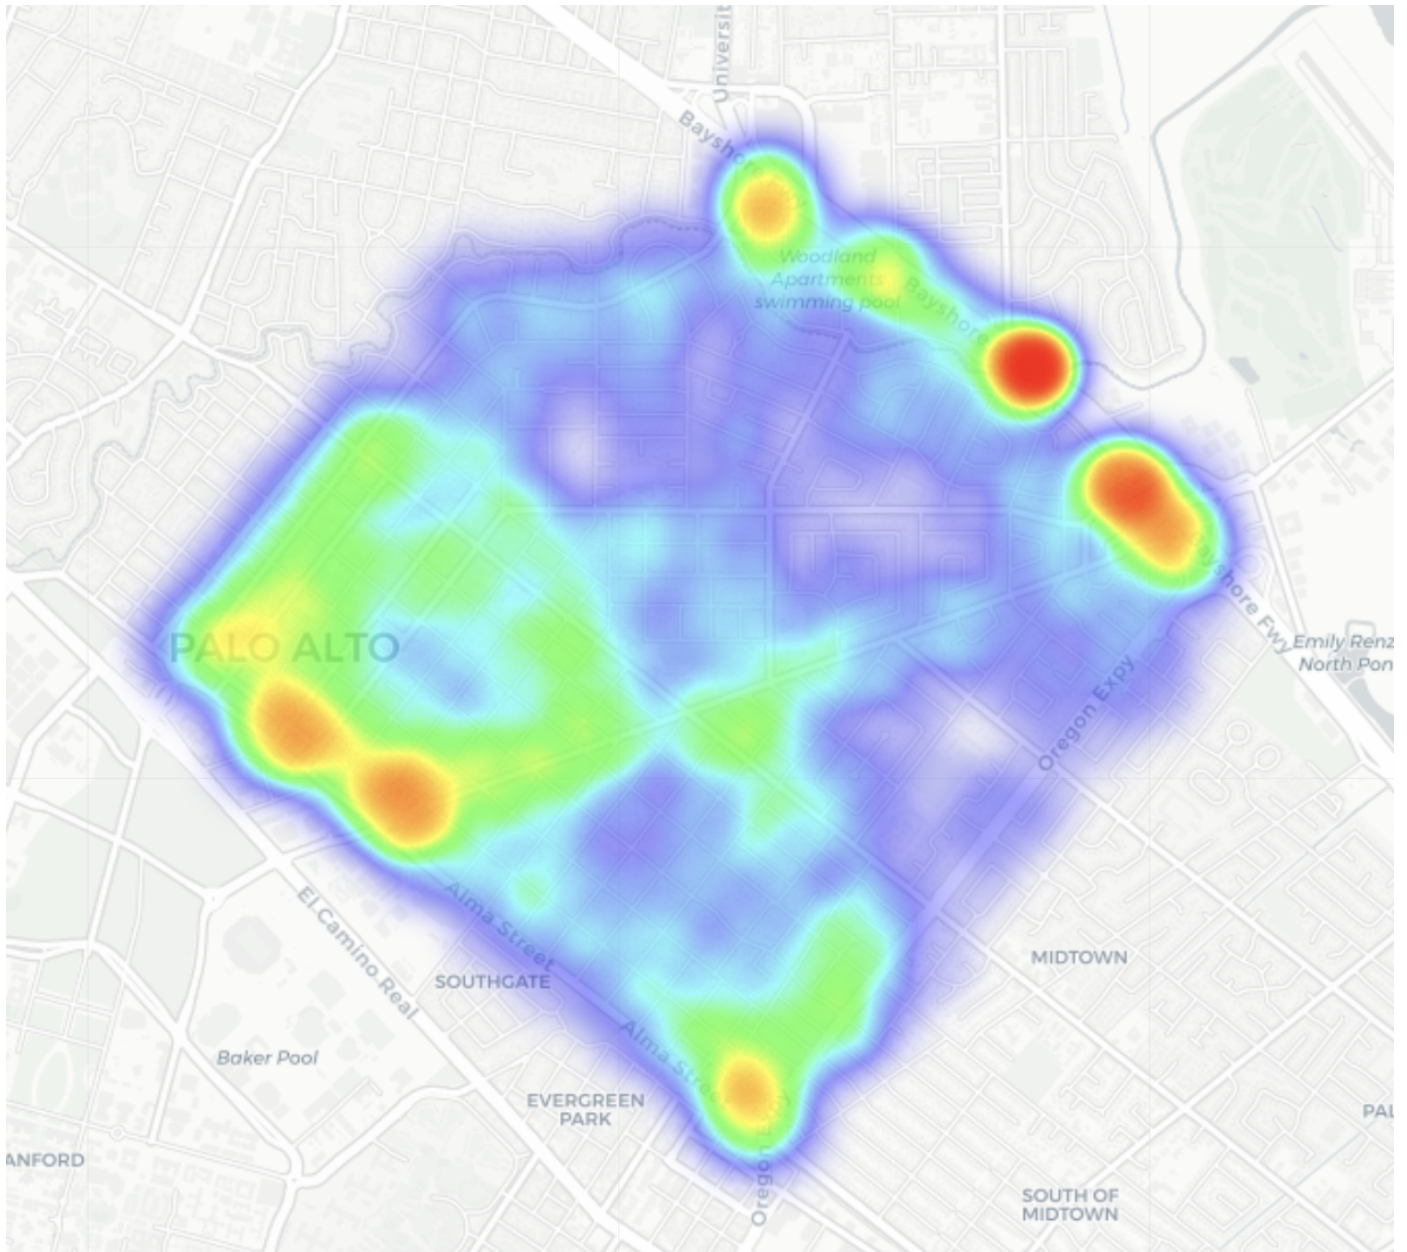 Universit
Bayshore
Woodland
Apartments
swimming pool
Bayshore
Bayshore Fwy
Emily Renz
North Pon
PALO ALTO
Oregon Expy
Alma Street
El Camino Real
MIDTOWN
SOUTHGATE
Alma Street
Baker Pool
EVERGREEN
PARK
PAL
ANFORD
Oregon E
SOUTH OF
MIDTOWN